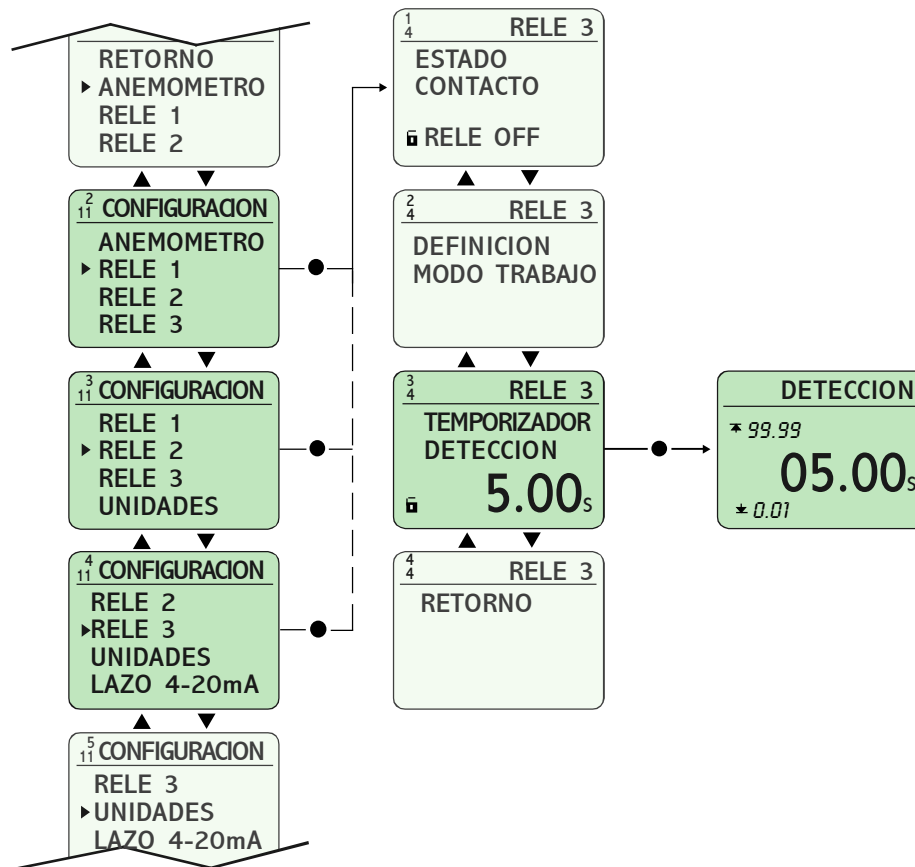 RETORNO
ANEMOMETRO
RELE 1
RELE 2
2
11 CONFIGURACION
ANEMOMETRO
RELE 1
RELE 2
RELE 3
3
11 CONFIGURACION
RELE 1
RELE 2
RELE 3
UNIDADES
4
11 CONFIGURACION
RELE 2
RELE 3
UNIDADES
LAZO 4-20mA
5
11 CONFIGURACION
RELE 3
UNIDADES
LAZO 4-20mA
1
4 RELE 3
ESTADO
CONTACTO
RELE OFF
2
4 RELE 3
DEFINICION
MODO TRABAJO
3
4 RELE 3
TEMPORIZADOR
DETECCION
5.00s
4
4 RELE 3
RETORNO
DETECCION
99.99
05.00s
0.01